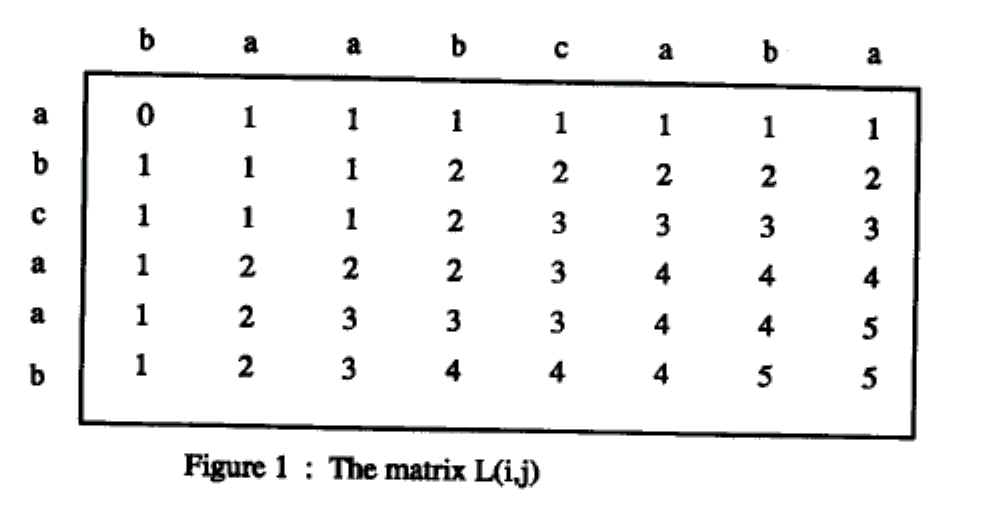 b a a b c a b a
a 0 1 1 1 1 1 1 1
b 1 1 1 2 2 2 2 2
c 1 1 1 2 3 3 3 3
a 1 2 2 2 3 4 4 4
a 1 2 3 3 3 4 4 5
b 1 2 3 4 4 4 5 5
Figure 1 : The matrix L(i,j)